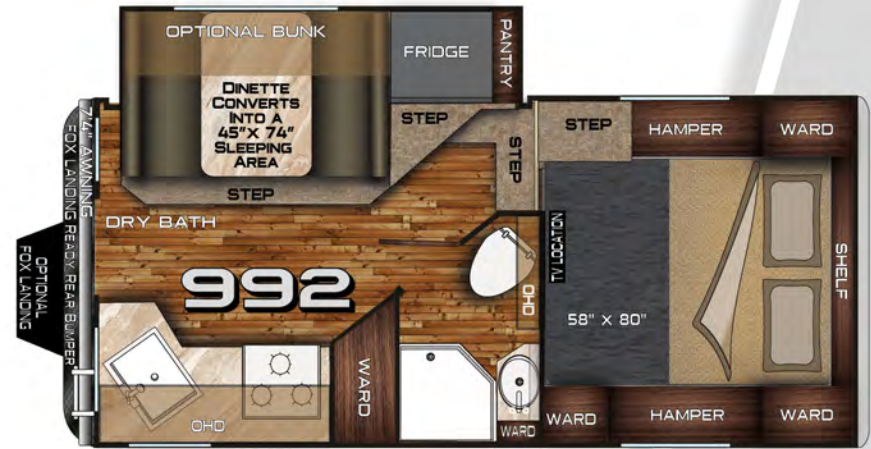 OPTIONAL BUNK
DINETTE
CONVERTS
INTO A
45"X 74"
SLEEPING
AREA
FRIDGE
PANTRY
STEP
STEP
STEP
STEP
HAMPER
WARD
7'4" AWNING
FOX LANDING READY REAR BUMPER
OPTIONAL
FOX LANDING
DRY BATH
992
OHD
TV LOCATION
58" X 80"
SHELF
OHD
WARD
WARD
WARD
HAMPER
WARD